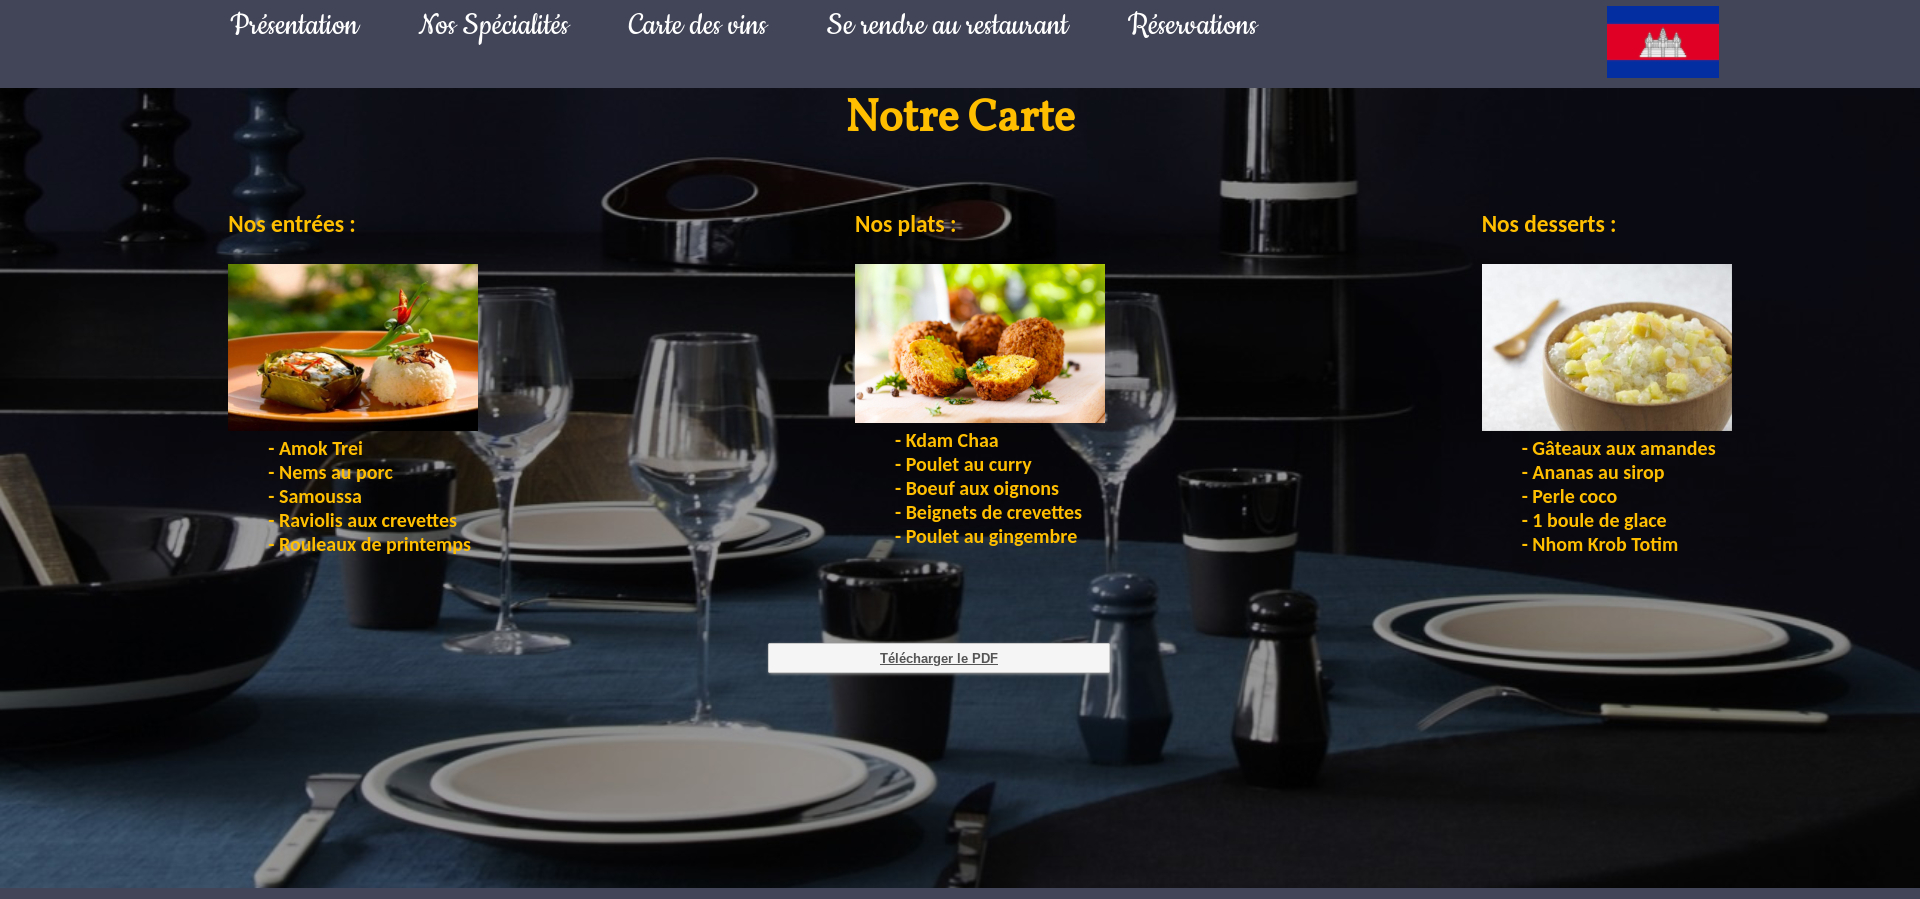 Présentation Nos Spécialités Carte des vins Se rendre au restaurant Réservations
Notre Carte
Nos entrées :
- Amok Trei
- Nems au porc
- Samoussa
- Raviolis aux crevettes
- Rouleaux de printemps
Nos plats :
- Kdam Chaa
- Poulet au curry
- Boeuf aux oignons
- Beignets de crevettes
- Poulet au gingembre
Nos desserts :
- Gâteaux aux amandes
- Ananas au sirop
- Perle coco
- 1 boule de glace
- Nhom Krob Totim
Télécharger le PDF